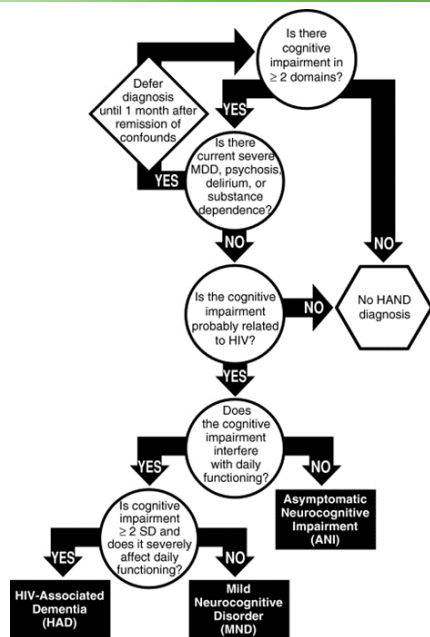 Is there
cognitive
impairment in
≥ 2 domains?
Defer
diagnosis
until 1 month after
remission of
confounds.
YES
Is there
current severe
MDD, psychosis,
delirium, or
substance
dependence?
YES
NO
NO
Is the cognitive
impairment
probably related
to HIV?
NO
No HAND
diagnosis
YES
Does
the cognitive
impairment
interfere
with daily
functioning?
YES
NO
Asymptomatic
Neurocognitive
Impairment
(ANI)
Is cognitive
impairment
≥ 2 SD and
does it severely
affect daily
functioning?
YES
NO
HIV-Associated
Dementia
(HAD)
Mild
Neurocognitive
Disorder
(MND)